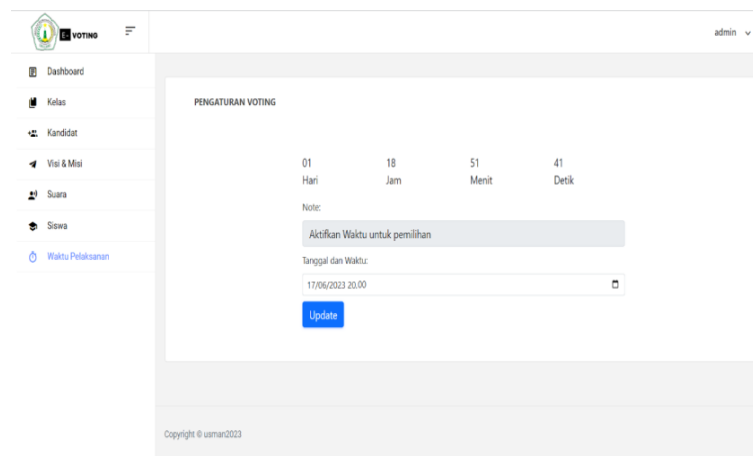 E- VOTING
admin
Dashboard
Kelas
Kandidat
Visi & Misi
Suara
Siswa
Waktu Pelaksanan
PENGATURAN VOTING
01 18 51 41
Hari Jam Menit Detik
Note:
Aktifkan Waktu untuk pemilihan
Tanggal dan Waktu:
17/06/2023 20.00
Update
Copyright © usman2023